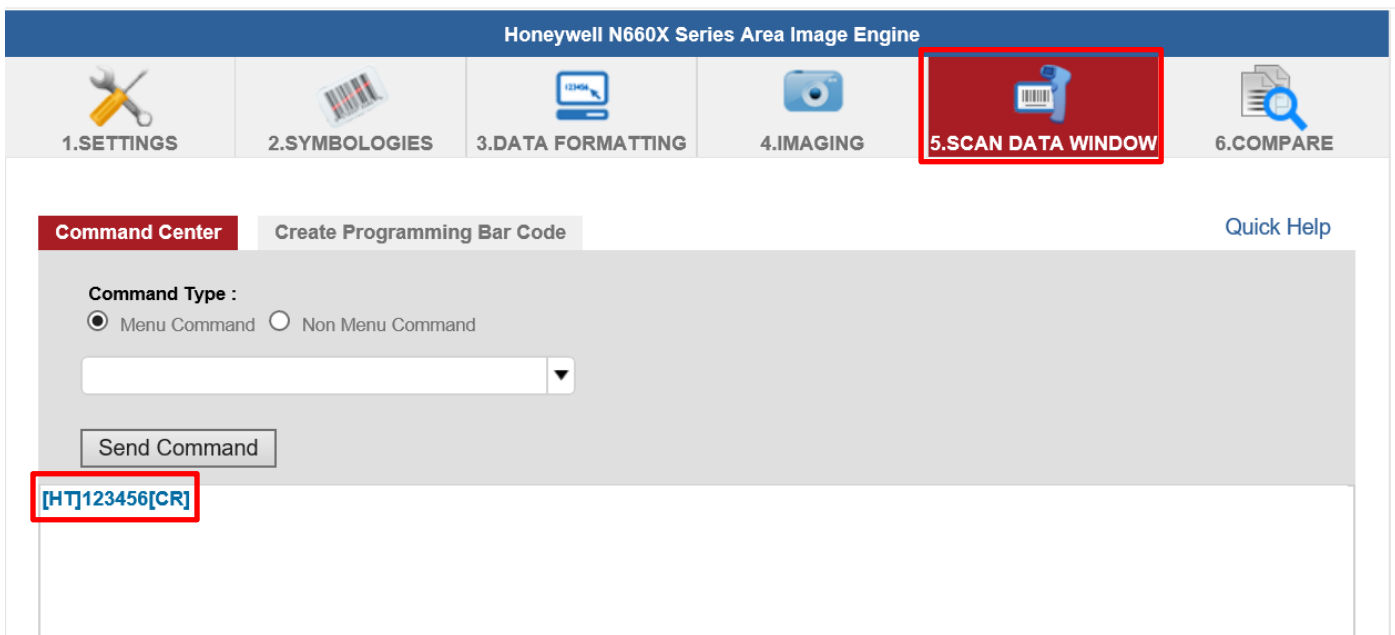 Honeywell N660X Series Area Image Engine
1.SETTINGS 2.SYMBOLOGIES 3.DATA FORMATTING 4.IMAGING 5.SCAN DATA WINDOW 6.COMPARE
Command Center Create Programming Bar Code Quick Help
Command Type :
Menu Command Non Menu Command
Send Command
[HT]123456[CR]